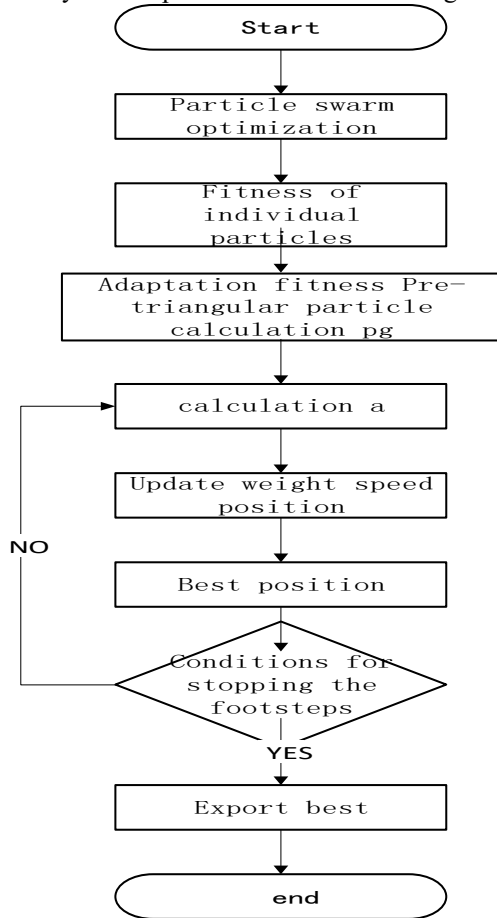 Start
Particle swarm
optimization
Fitness of
individual
particles
Adaptation fitness Pre-
triangular particle
calculation pg
calculation a
Update weight speed
position
NO
Best position
Conditions for
stopping the
footsteps
YES
Export best
end